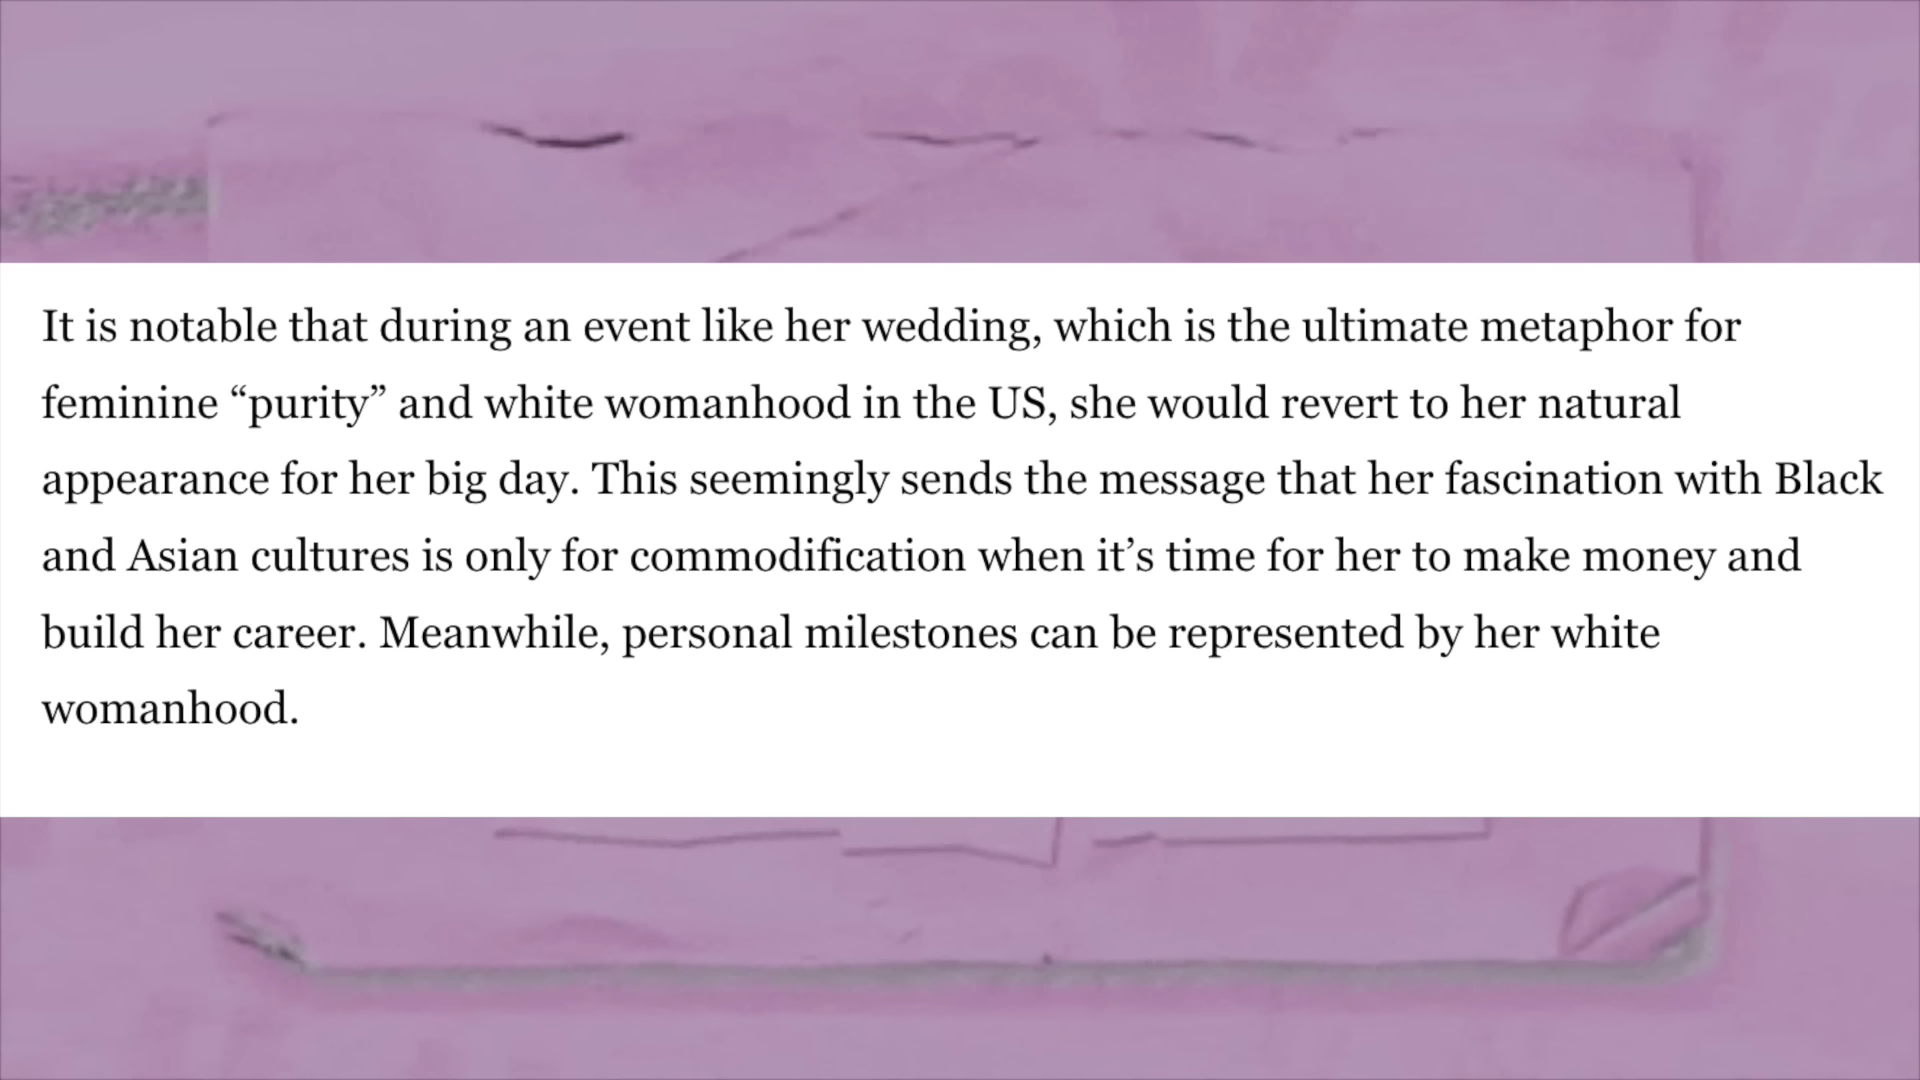 It is notable that during an event like her wedding, which is the ultimate metaphor for
feminine “purity” and white womanhood in the US, she would revert to her natural
appearance for her big day. This seemingly sends the message that her fascination with Black
and Asian cultures is only for commodification when it’s time for her to make money and
build her career. Meanwhile, personal milestones can be represented by her white
womanhood.